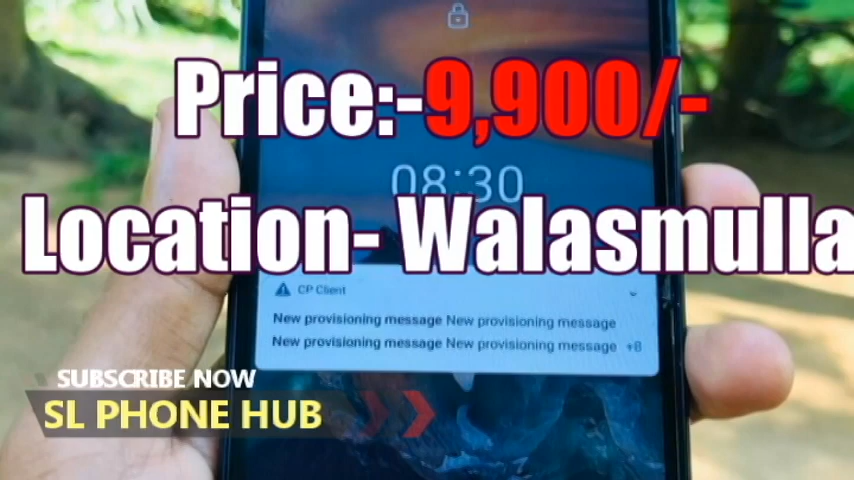 Price:-9,900/-
08:30
Location- Walasmulla
CP Client
New provisioning message New provisioning message
New provisioning message New provisioning message +8
SUBSCRIBE NOW
SL PHONE HUB